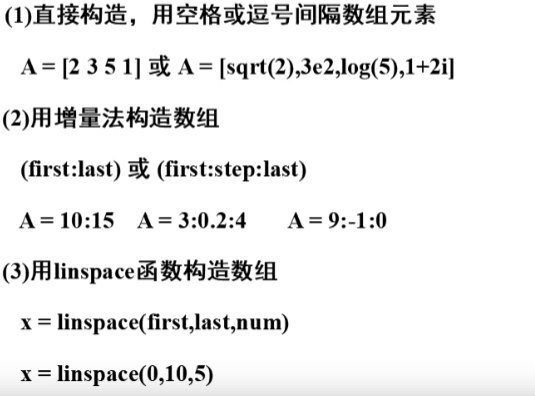 (1)直接构造，用空格或逗号间隔数组元素
A = [2 3 5 1] 或 A = [sqrt(2),3e2,log(5),1+2i]
(2)用增量法构造数组
(first:last) 或 (first:step:last)
A = 10:15 A = 3:0.2:4 A = 9:-1:0
(3)用linspace函数构造数组
x = linspace(first,last,num)
x = linspace(0,10,5)